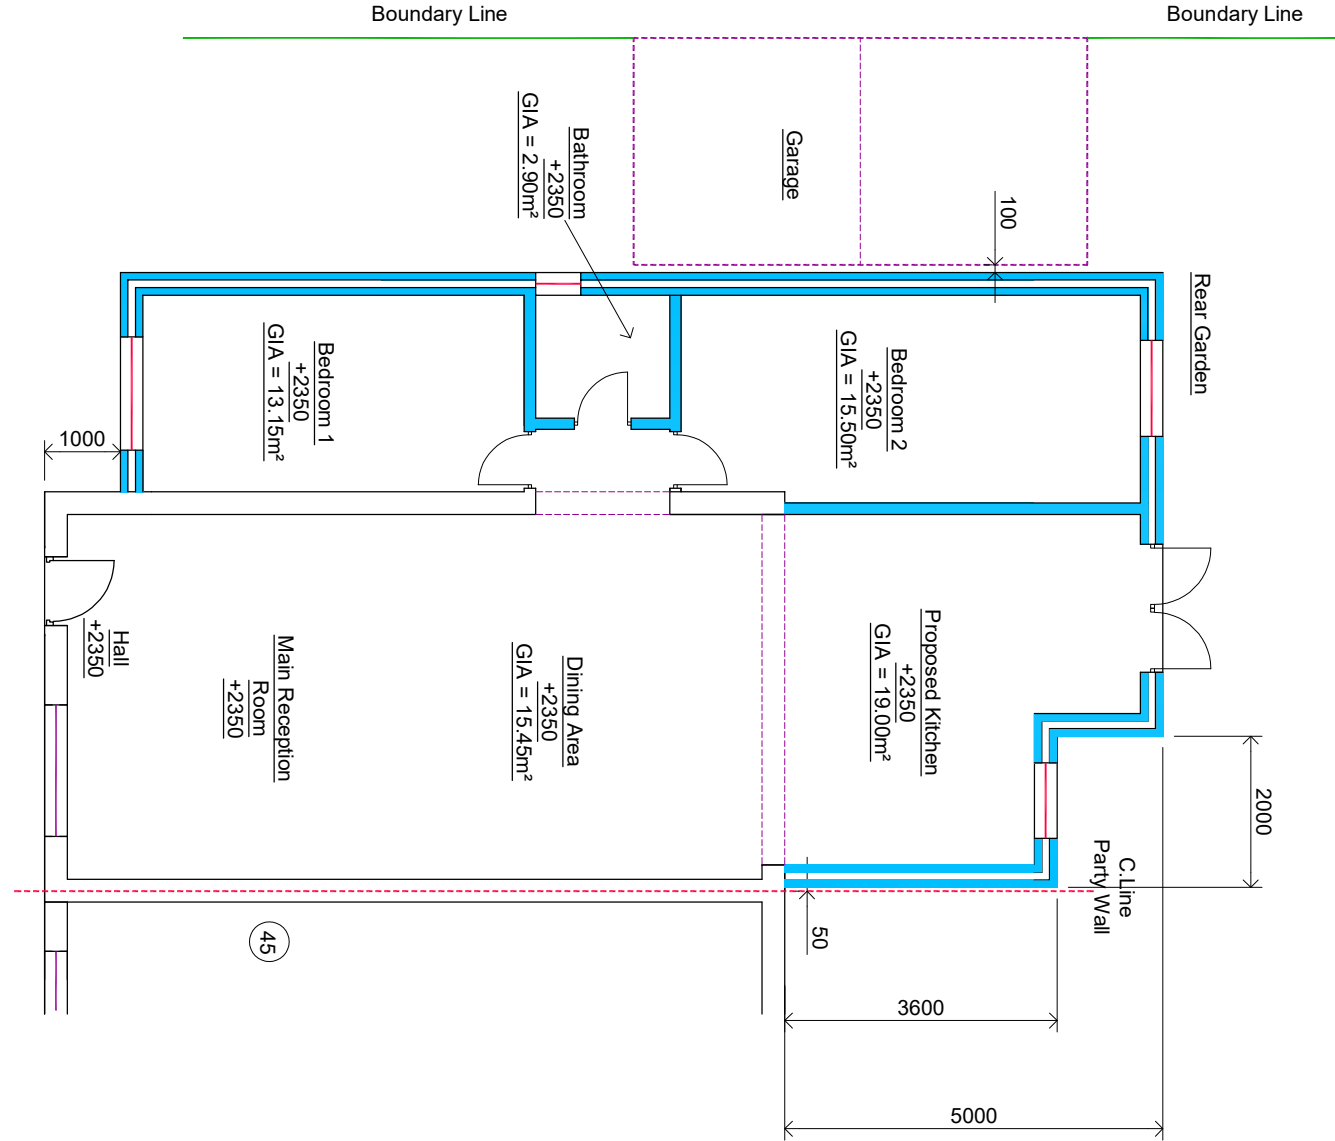 Boundary Line
Boundary Line
Garage
Bathroom
+2350
GIA = 2.90m²
100
Rear Garden
Bedroom 1
+2350
GIA = 13.15m²
Bedroom 2
+2350
GIA = 15.50m²
1000
Hall
+2350
Main Reception
Room
+2350
Dining Area
+2350
GIA = 15.45m²
Proposed Kitchen
+2350
GIA = 19.00m²
2000
C.Line
Party Wall
45
50
3600
5000